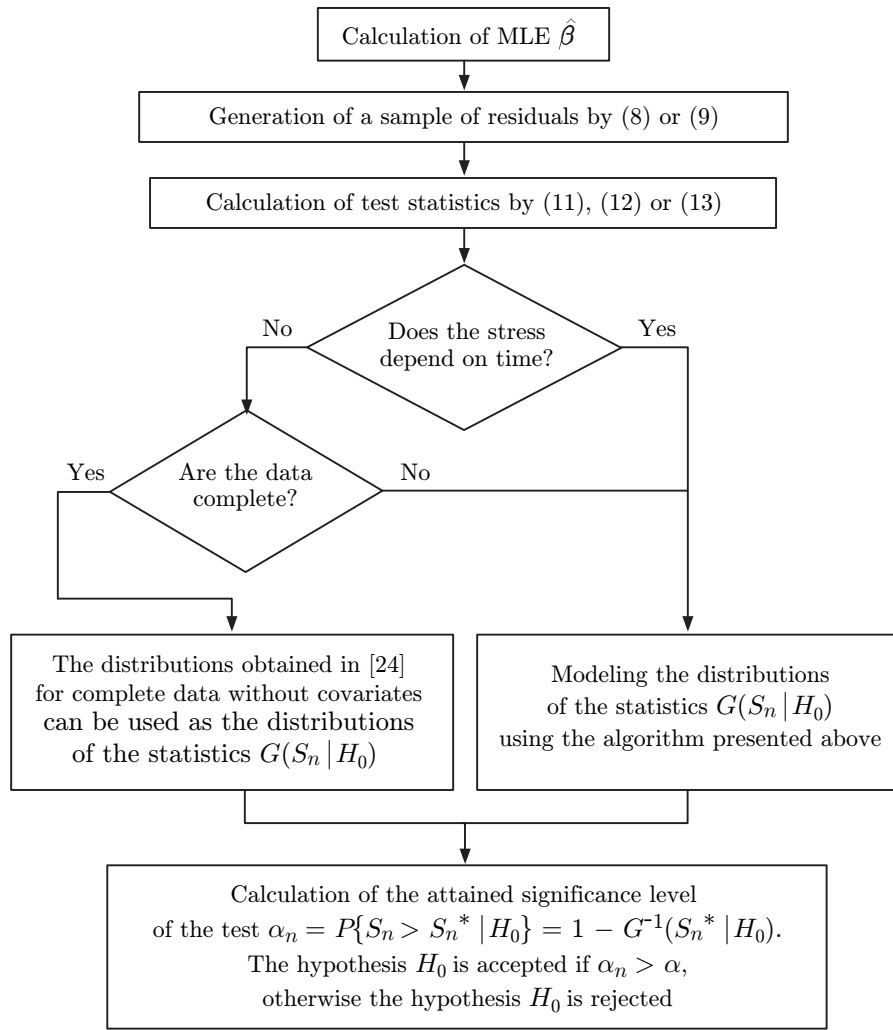 Calculation of MLE β̂
Generation of a sample of residuals by (8) or (9)
Calculation of test statistics by (11), (12) or (13)
No
Does the stress
depend on time?
Yes
Yes
Are the data
complete?
No
The distributions obtained in [24]
for complete data without covariates
can be used as the distributions
of the statistics G(Sₙ | H₀)
Modeling the distributions
of the statistics G(Sₙ | H₀)
using the algorithm presented above
Calculation of the attained significance level
of the test αₙ = P{Sₙ > Sₙ* | H₀} = 1 − G⁻¹(Sₙ* | H₀).
The hypothesis H₀ is accepted if αₙ > α,
otherwise the hypothesis H₀ is rejected